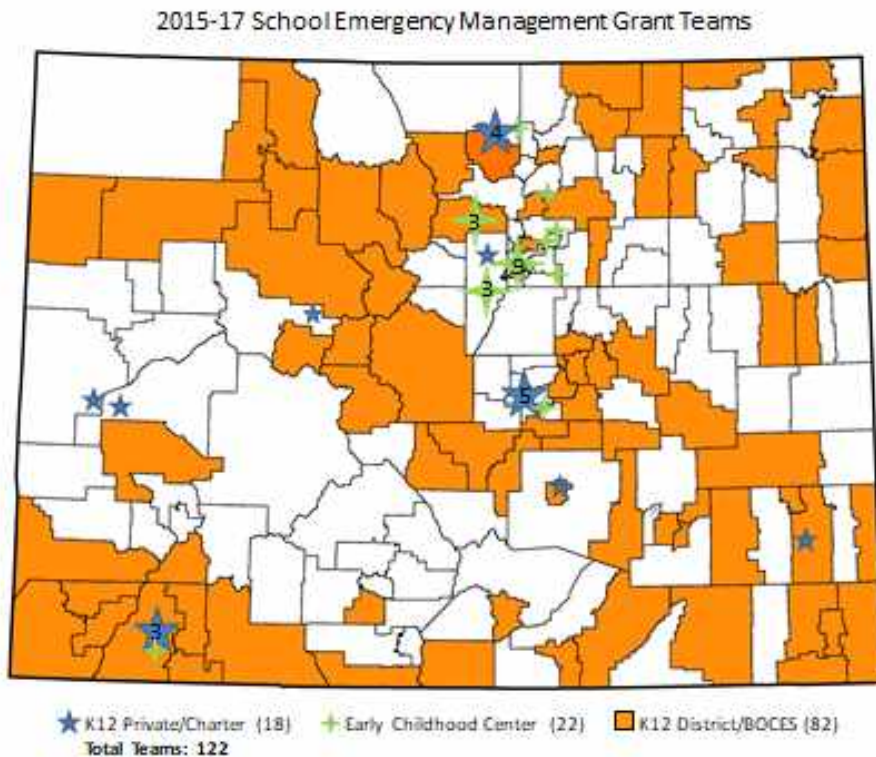 2015-17 School Emergency Management Grant Teams
4
3
9
3
5
3
K12 Private/Charter (18) Early Childhood Center (22) K12 District/BOCES (82)
Total Teams: 122